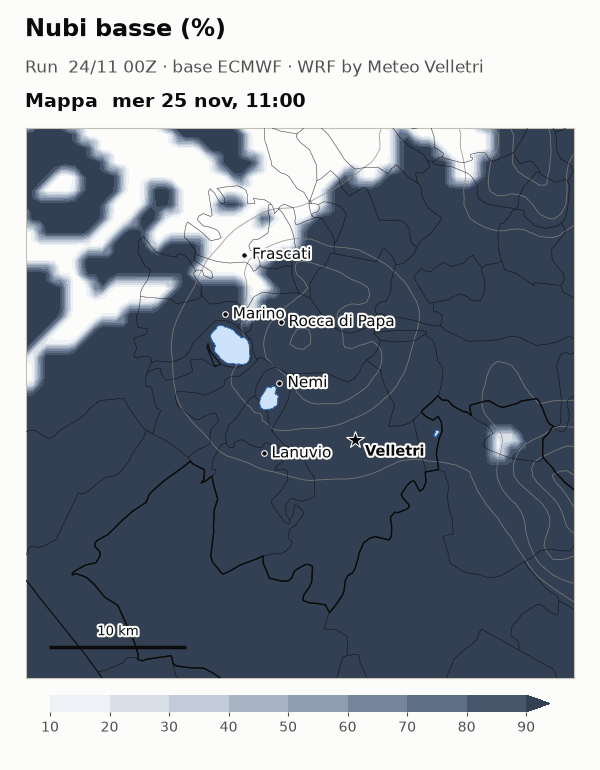 Nubi basse (%)
Run  24/11 00Z · base ECMWF · WRF by Meteo Velletri
Mappa  mer 25 nov, 11:00
Frascati
Marino
Rocca di Papa
Nemi
Velletri
Lanuvio
10 km
10 20 30 40 50 60 70 80 90